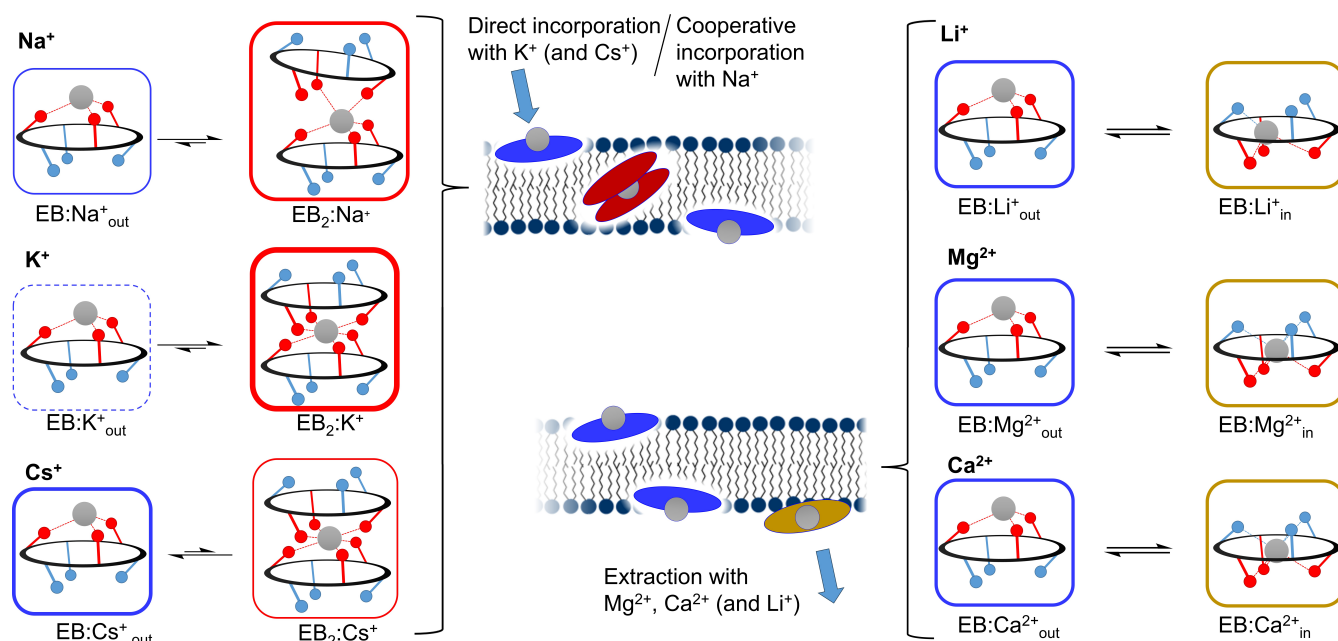 Na⁺
EB:Na⁺out
EB₂:Na⁺
K⁺
EB:K⁺out
EB₂:K⁺
Cs⁺
EB:Cs⁺out
EB₂:Cs⁺
Direct incorporation
with K⁺ (and Cs⁺)
/ Cooperative
incorporation
with Na⁺
Extraction with
Mg²⁺, Ca²⁺ (and Li⁺)
Li⁺
EB:Li⁺out
EB:Li⁺in
Mg²⁺
EB:Mg²⁺out
EB:Mg²⁺in
Ca²⁺
EB:Ca²⁺out
EB:Ca²⁺in